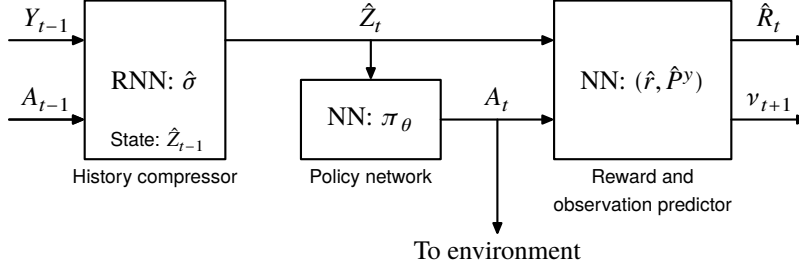 Y_{t−1}
Ẑ_t
R̂_t
RNN: σ̂
NN: (r̂, P̂^y)
A_{t−1}
NN: π_θ
A_t
ν_{t+1}
State: Ẑ_{t−1}
History compressor
Policy network
Reward and
observation predictor
To environment